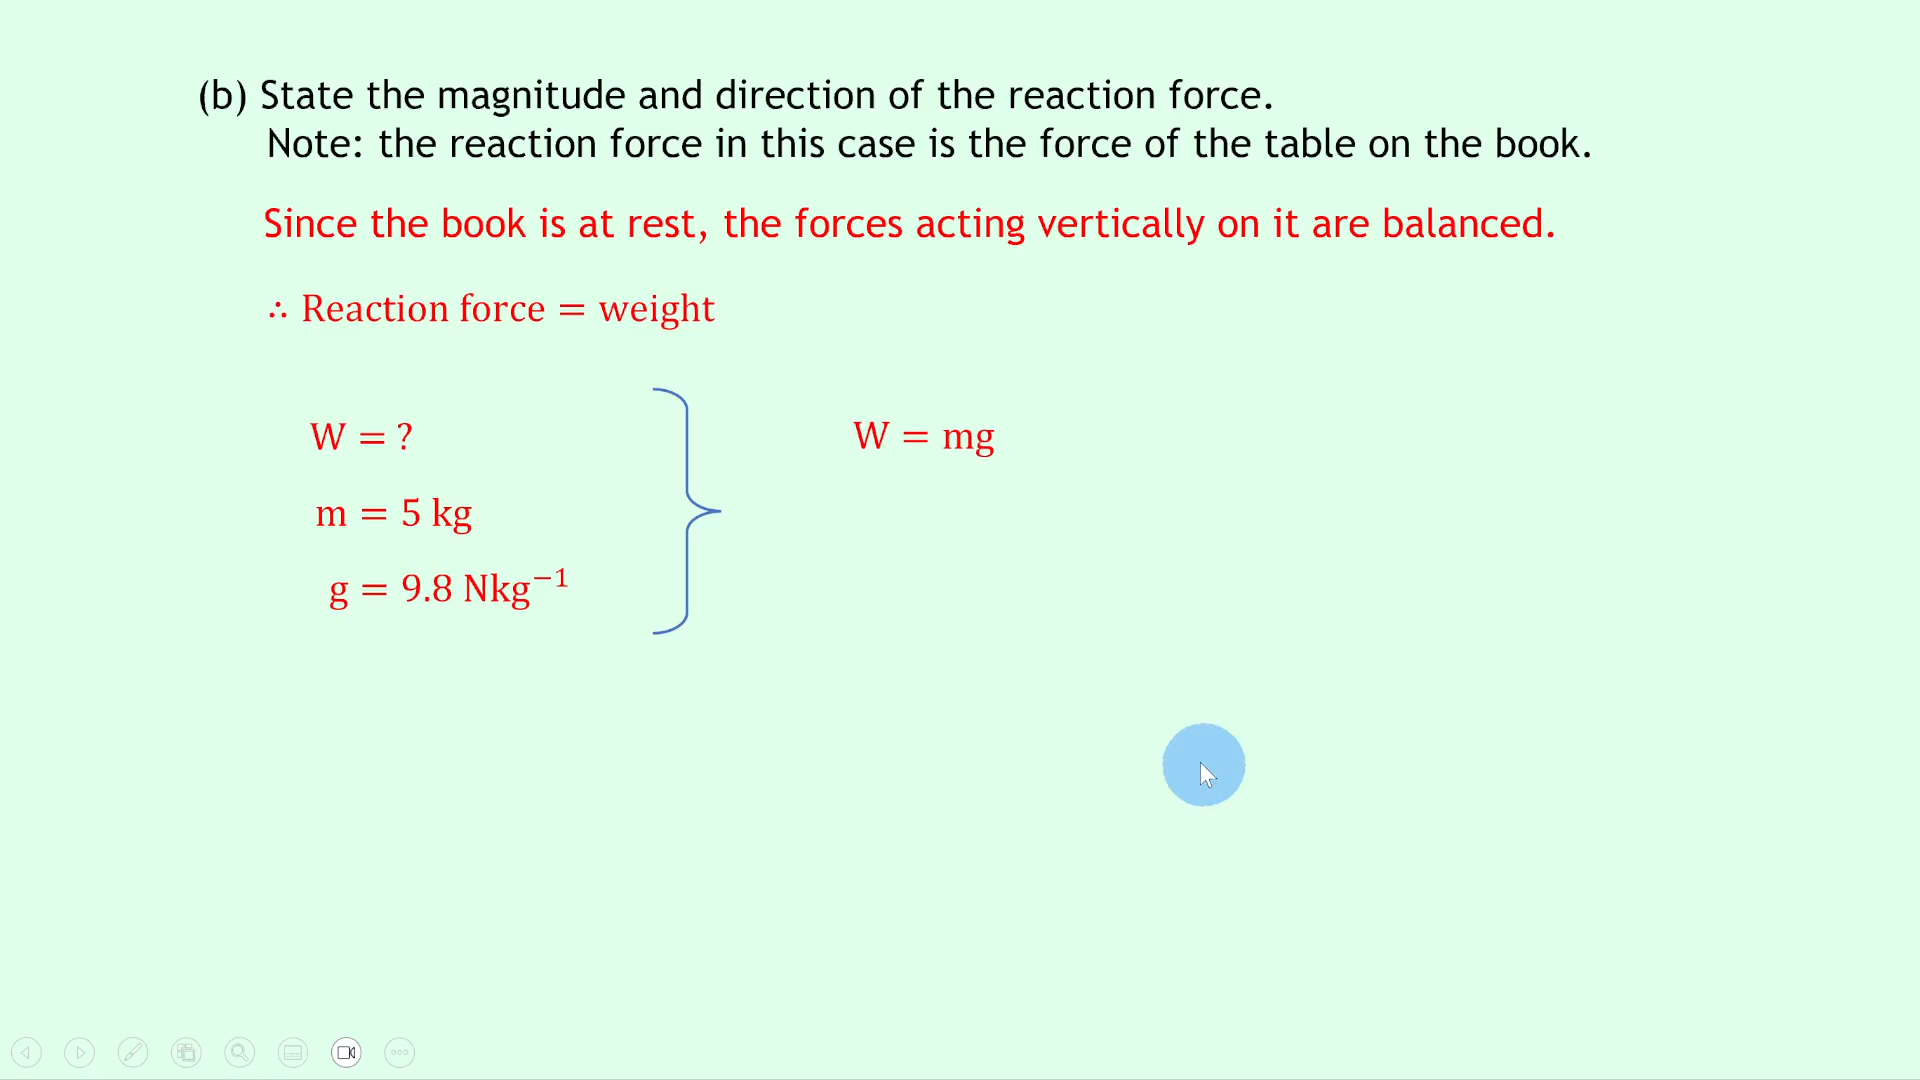 (b) State the magnitude and direction of the reaction force.
Note: the reaction force in this case is the force of the table on the book.
Since the book is at rest, the forces acting vertically on it are balanced.
∴ Reaction force = weight
W = ?
W = mg
m = 5 kg
g = 9.8 Nkg⁻¹